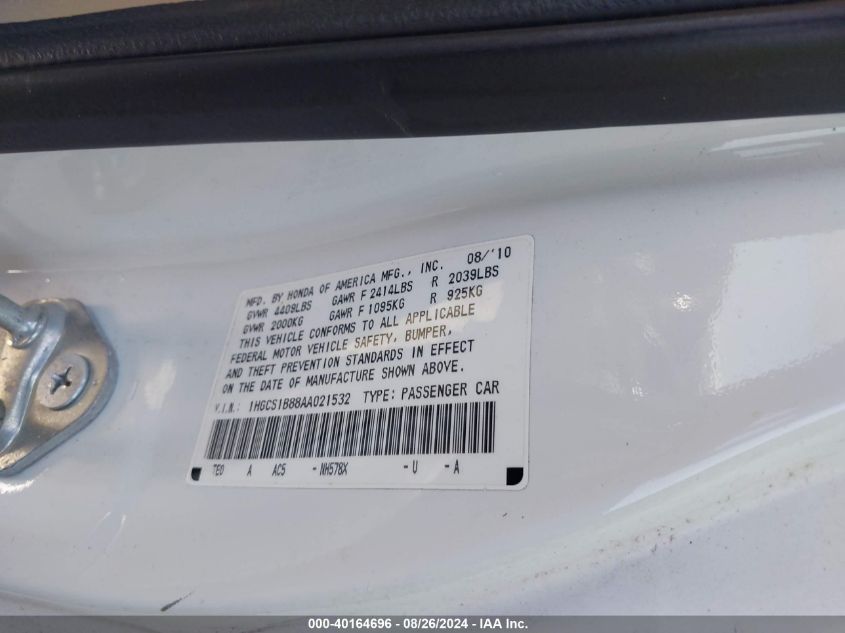 MFD. BY HONDA OF AMERICA MFG., INC. 08/'10
GVWR 4409LBS GAWR F 2414LBS R 2039LBS
GVWR 2000KG GAWR F 1095KG R 925KG
THIS VEHICLE CONFORMS TO ALL APPLICABLE
FEDERAL MOTOR VEHICLE SAFETY, BUMPER,
AND THEFT PREVENTION STANDARDS IN EFFECT
ON THE DATE OF MANUFACTURE SHOWN ABOVE.
V.I.N.: 1HGCS1B88AA021532 TYPE: PASSENGER CAR
TE0 A AC5 -NH578X -U -A
000-40164696 - 08/26/2024 - IAA Inc.